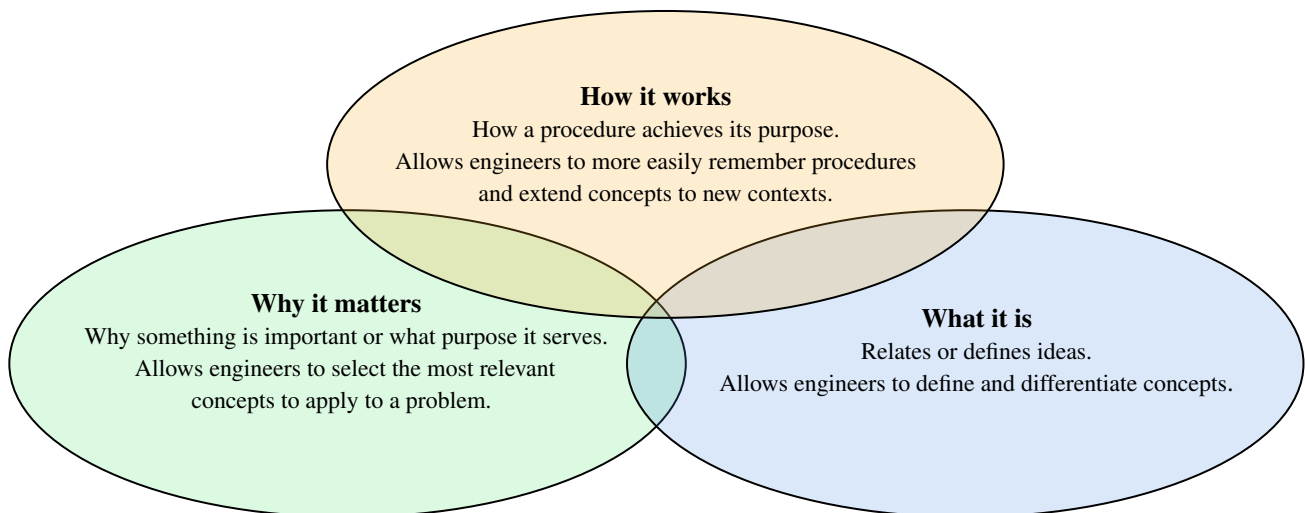 How it works
How a procedure achieves its purpose.
Allows engineers to more easily remember procedures
and extend concepts to new contexts.
Why it matters
Why something is important or what purpose it serves.
Allows engineers to select the most relevant
concepts to apply to a problem.
What it is
Relates or defines ideas.
Allows engineers to define and differentiate concepts.